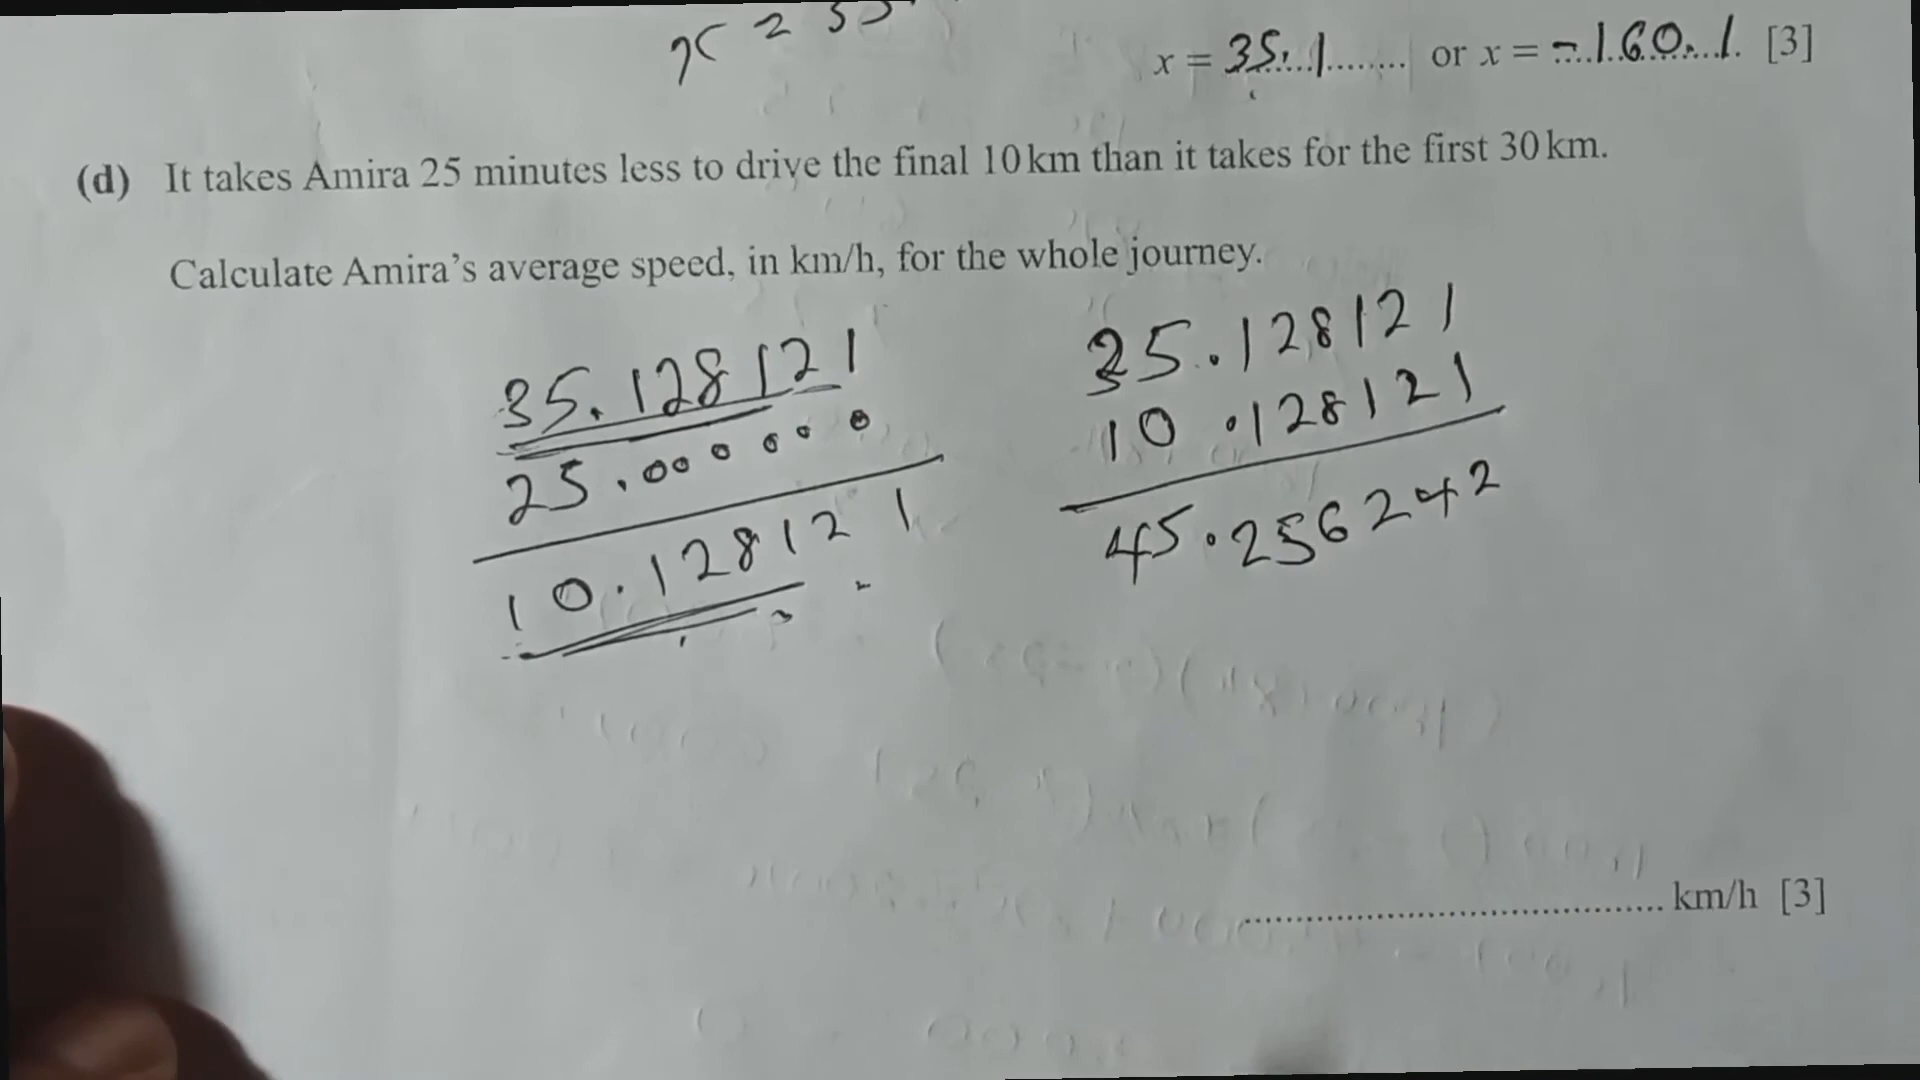 x = 35.1 or x = -160.1 [3]
(d) It takes Amira 25 minutes less to drive the final 10 km than it takes for the first 30 km.
Calculate Amira's average speed, in km/h, for the whole journey.
35.128121
25.000000
10.128121
35.128121
10.128121
45.256242
km/h [3]